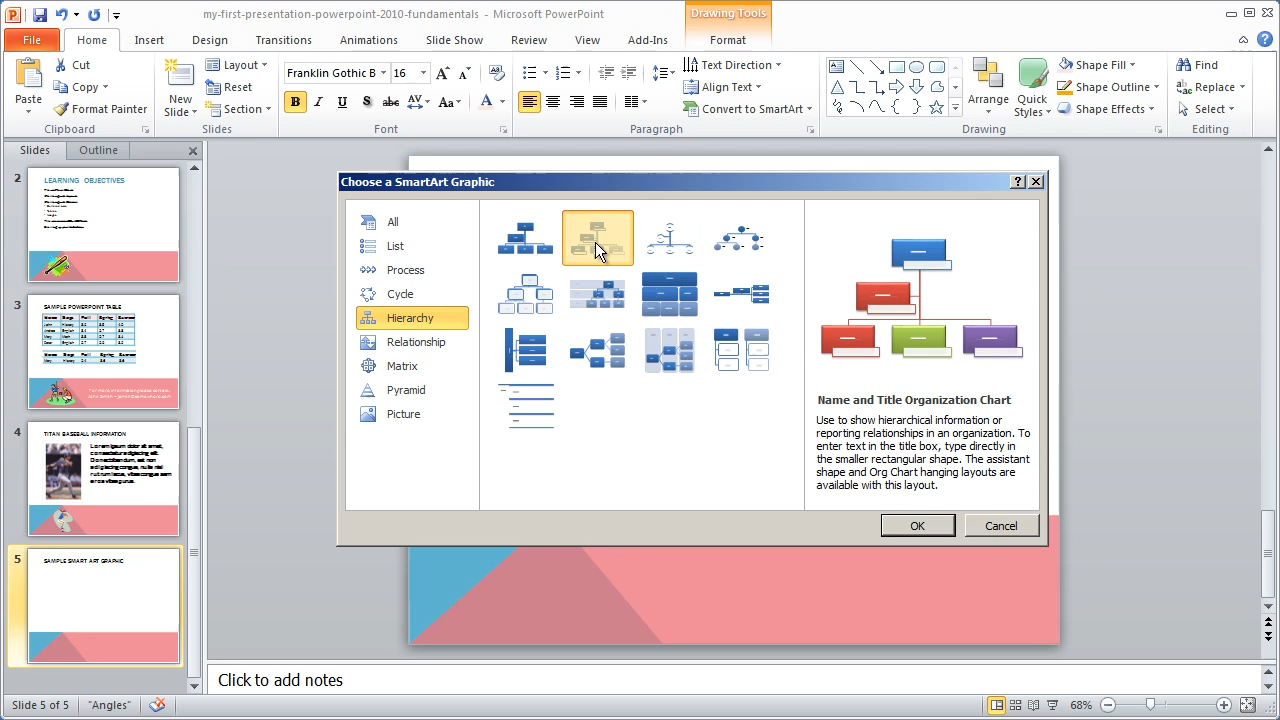 my-first-presentation-powerpoint-2010-fundamentals - Microsoft PowerPoint
Drawing Tools
File
Home
Insert
Design
Transitions
Animations
Slide Show
Review
View
Add-Ins
Format
Paste
Cut
Copy
Format Painter
Clipboard
New
Slide
Layout
Reset
Section
Slides
Franklin Gothic B
16
B
I
U
S
abc
AV
Aa
A
Font
Text Direction
Align Text
Convert to SmartArt
Paragraph
Arrange
Quick
Styles
Shape Fill
Shape Outline
Shape Effects
Drawing
Find
Replace
Select
Editing
Slides
Outline
2
LEARNING OBJECTIVES
3
SAMPLE POWERPOINT TABLE
4
TITAN BASEBALL INFORMATION
5
SAMPLE SMART ART GRAPHIC
Choose a SmartArt Graphic
All
List
Process
Cycle
Hierarchy
Relationship
Matrix
Pyramid
Picture
Name and Title Organization Chart
Use to show hierarchical information or
reporting relationships in an organization. To
enter text in the title box, type directly in
the smaller rectangular shape. The assistant
shape and Org Chart hanging layouts are
available with this layout.
OK
Cancel
Click to add notes
Slide 5 of 5
"Angles"
68%